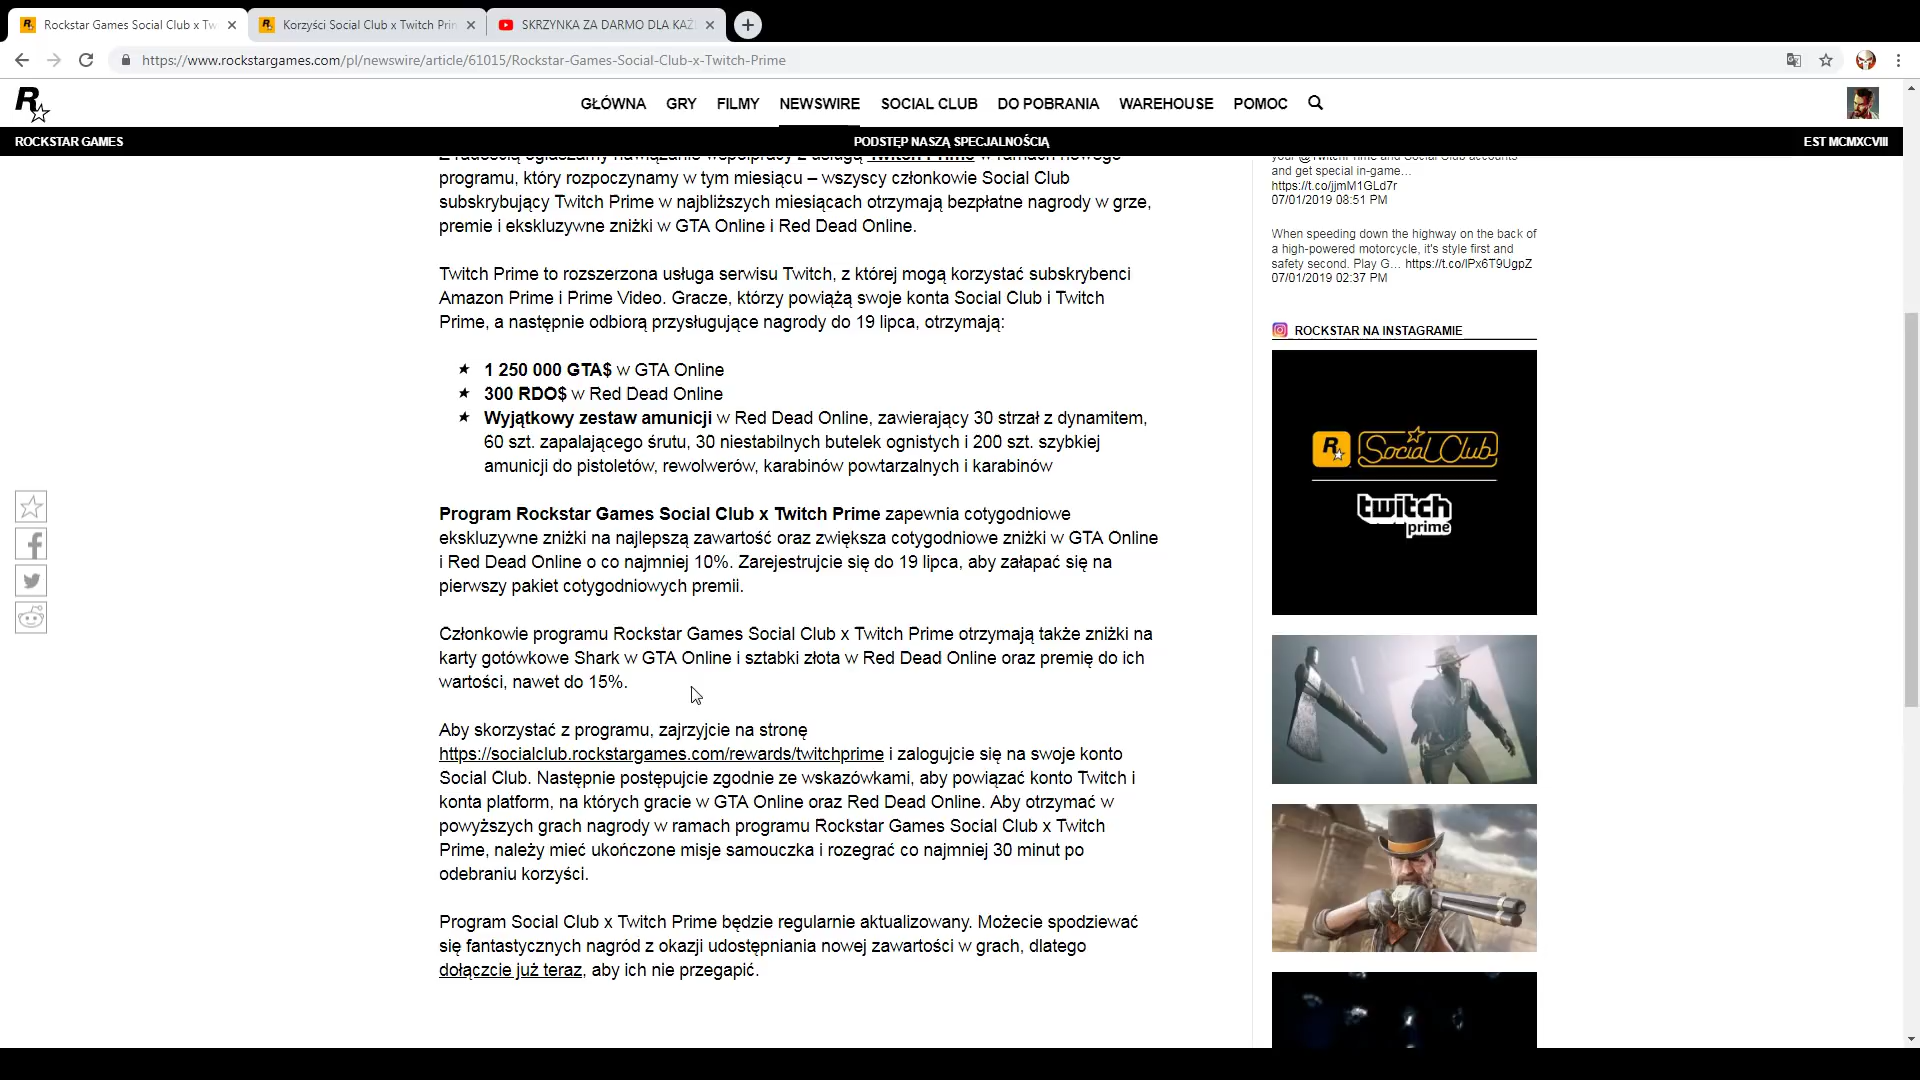 Rockstar Games Social Club x Tw
Korzyści Social Club x Twitch Prim
SKRZYNKA ZA DARMO DLA KAŻ
https://www.rockstargames.com/pl/newswire/article/61015/Rockstar-Games-Social-Club-x-Twitch-Prime
GŁÓWNA GRY FILMY NEWSWIRE SOCIAL CLUB DO POBRANIA WAREHOUSE POMOC
ROCKSTAR GAMES PODSTĘP NASZĄ SPECJALNOŚCIĄ EST MCMXCVIII
Z radością ogłaszamy nawiązanie współpracy z usługą Twitch Prime w ramach nowego
programu, który rozpoczynamy w tym miesiącu – wszyscy członkowie Social Club
subskrybujący Twitch Prime w najbliższych miesiącach otrzymają bezpłatne nagrody w grze,
premie i ekskluzywne zniżki w GTA Online i Red Dead Online.
Twitch Prime to rozszerzona usługa serwisu Twitch, z której mogą korzystać subskrybenci
Amazon Prime i Prime Video. Gracze, którzy powiążą swoje konta Social Club i Twitch
Prime, a następnie odbiorą przysługujące nagrody do 19 lipca, otrzymają:
1 250 000 GTA$ w GTA Online
300 RDO$ w Red Dead Online
Wyjątkowy zestaw amunicji w Red Dead Online, zawierający 30 strzał z dynamitem,
60 szt. zapalającego śrutu, 30 niestabilnych butelek ognistych i 200 szt. szybkiej
amunicji do pistoletów, rewolwerów, karabinów powtarzalnych i karabinów
Program Rockstar Games Social Club x Twitch Prime zapewnia cotygodniowe
ekskluzywne zniżki na najlepszą zawartość oraz zwiększa cotygodniowe zniżki w GTA Online
i Red Dead Online o co najmniej 10%. Zarejestrujcie się do 19 lipca, aby załapać się na
pierwszy pakiet cotygodniowych premii.
Członkowie programu Rockstar Games Social Club x Twitch Prime otrzymają także zniżki na
karty gotówkowe Shark w GTA Online i sztabki złota w Red Dead Online oraz premię do ich
wartości, nawet do 15%.
Aby skorzystać z programu, zajrzyjcie na stronę
https://socialclub.rockstargames.com/rewards/twitchprime i zalogujcie się na swoje konto
Social Club. Następnie postępujcie zgodnie ze wskazówkami, aby powiązać konto Twitch i
konta platform, na których gracie w GTA Online oraz Red Dead Online. Aby otrzymać w
powyższych grach nagrody w ramach programu Rockstar Games Social Club x Twitch
Prime, należy mieć ukończone misje samouczka i rozegrać co najmniej 30 minut po
odebraniu korzyści.
Program Social Club x Twitch Prime będzie regularnie aktualizowany. Możecie spodziewać
się fantastycznych nagród z okazji udostępniania nowej zawartości w grach, dlatego
dołączcie już teraz, aby ich nie przegapić.
your @TwitchPrime and Social Club accounts
and get special in-game…
https://t.co/jjmM1GLd7r
07/01/2019 08:51 PM
When speeding down the highway on the back of
a high-powered motorcycle, it's style first and
safety second. Play G… https://t.co/lPx6T9UgpZ
07/01/2019 02:37 PM
ROCKSTAR NA INSTAGRAMIE
R Social Club
twitch
prime